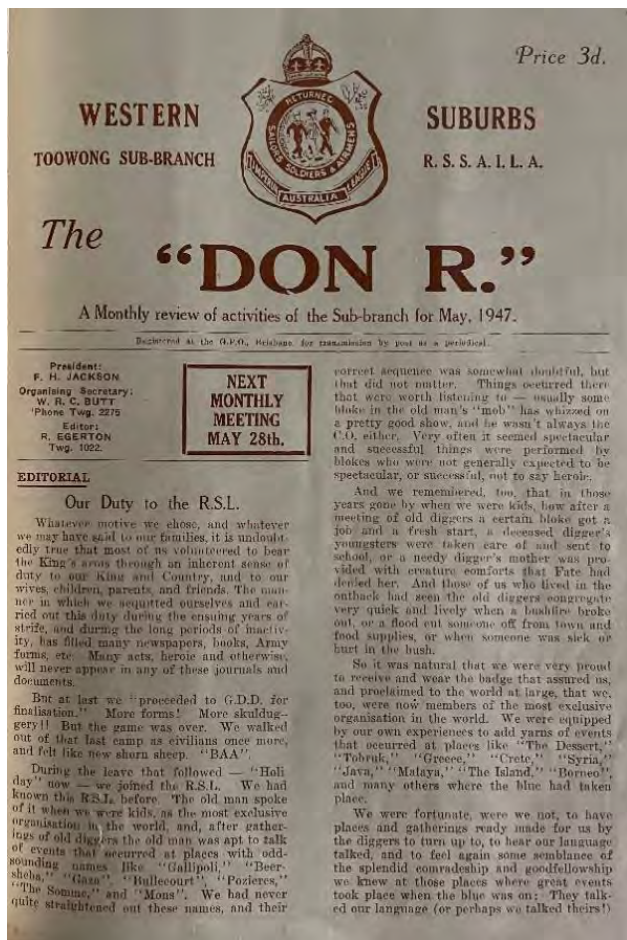 Price 3d.
WESTERN
SUBURBS
TOOWONG SUB-BRANCH
R. S. S. A. I. L. A.
RETURNED
SAILORS SOLDIERS & AIRMEN'S
IMPERIAL LEAGUE
AUSTRALIA
The
“DON R.”
A Monthly review of activities of the Sub-branch for May, 1947.
Registered at the G.P.O., Brisbane, for transmission by post as a periodical.
President:
F. H. JACKSON
Organising Secretary:
W. R. C. BUTT
'Phone Twg. 2275
Editor:
R. EGERTON
Twg. 1022.
NEXT
MONTHLY
MEETING
MAY 28th.
EDITORIAL
Our Duty to the R.S.L.
Whatever motive we chose, and whatever
we may have said to our families, it is undoubt-
edly true that most of us volunteered to bear
the King's arms through an inherent sense of
duty to our King and Country, and to our
wives, children, parents, and friends. The man-
ner in which we acquitted ourselves and car-
ried out this duty during the ensuing years of
strife, and during the long periods of inactiv-
ity, has filled many newspapers, books, Army
forms, etc. Many acts, heroic and otherwise,
will never appear in any of these journals and
documents.
But at last we “proceeded to G.D.D. for
finalisation.” More forms! More skuldug-
gery!! But the game was over. We walked
out of that last camp as civilians once more,
and felt like new shorn sheep. “BAA”.
During the leave that followed — “Holi
day” now — we joined the R.S.L. We had
known this R.S.L. before. The old man spoke
of it when we were kids, as the most exclusive
organisation in the world, and, after gather-
ings of old diggers the old man was apt to talk
of events that occurred at places with odd-
sounding names like “Gallipoli,” “Beer-
sheba,” “Gaza”, “Bullecourt”, “Pozieres,”
“The Somme,” and “Mons”. We had never
quite straightened out these names, and their
correct sequence was somewhat doubtful, but
that did not matter. Things occurred there
that were worth listening to — usually some
bloke in the old man's “mob” has whizzed on
a pretty good show, and he wasn't always the
C.O. either. Very often it seemed spectacular
and successful things were performed by
blokes who were not generally expected to be
spectacular, or successful, not to say heroic.
And we remembered, too, that in those
years gone by when we were kids, how after a
meeting of old diggers a certain bloke got a
job and a fresh start, a deceased digger's
youngsters were taken care of and sent to
school, or a needy digger's mother was pro-
vided with creature comforts that Fate had
denied her. And those of us who lived in the
outback had seen the old diggers congregate
very quick and lively when a bushfire broke
out, or a flood cut someone off from town and
food supplies, or when someone was sick or
hurt in the bush.
So it was natural that we were very proud
to receive and wear the badge that assured us,
and proclaimed to the world at large, that we,
too, were now members of the most exclusive
organisation in the world. We were equipped
by our own experiences to add yarns of events
that occurred at places like “The Dessert,”
“Tobruk,” “Greece,” “Crete,” “Syria,”
“Java,” “Malaya,” “The Island,” “Borneo”,
and many others where the blue had taken
place.
We were fortunate, were we not, to have
places and gatherings ready made for us by
the diggers to turn up to, to hear our language
talked, and to feel again some semblance of
the splendid comradeship and goodfellowship
we knew at those places where great events
took place when the blue was on: They talk-
ed our language (or perhaps we talked theirs!)